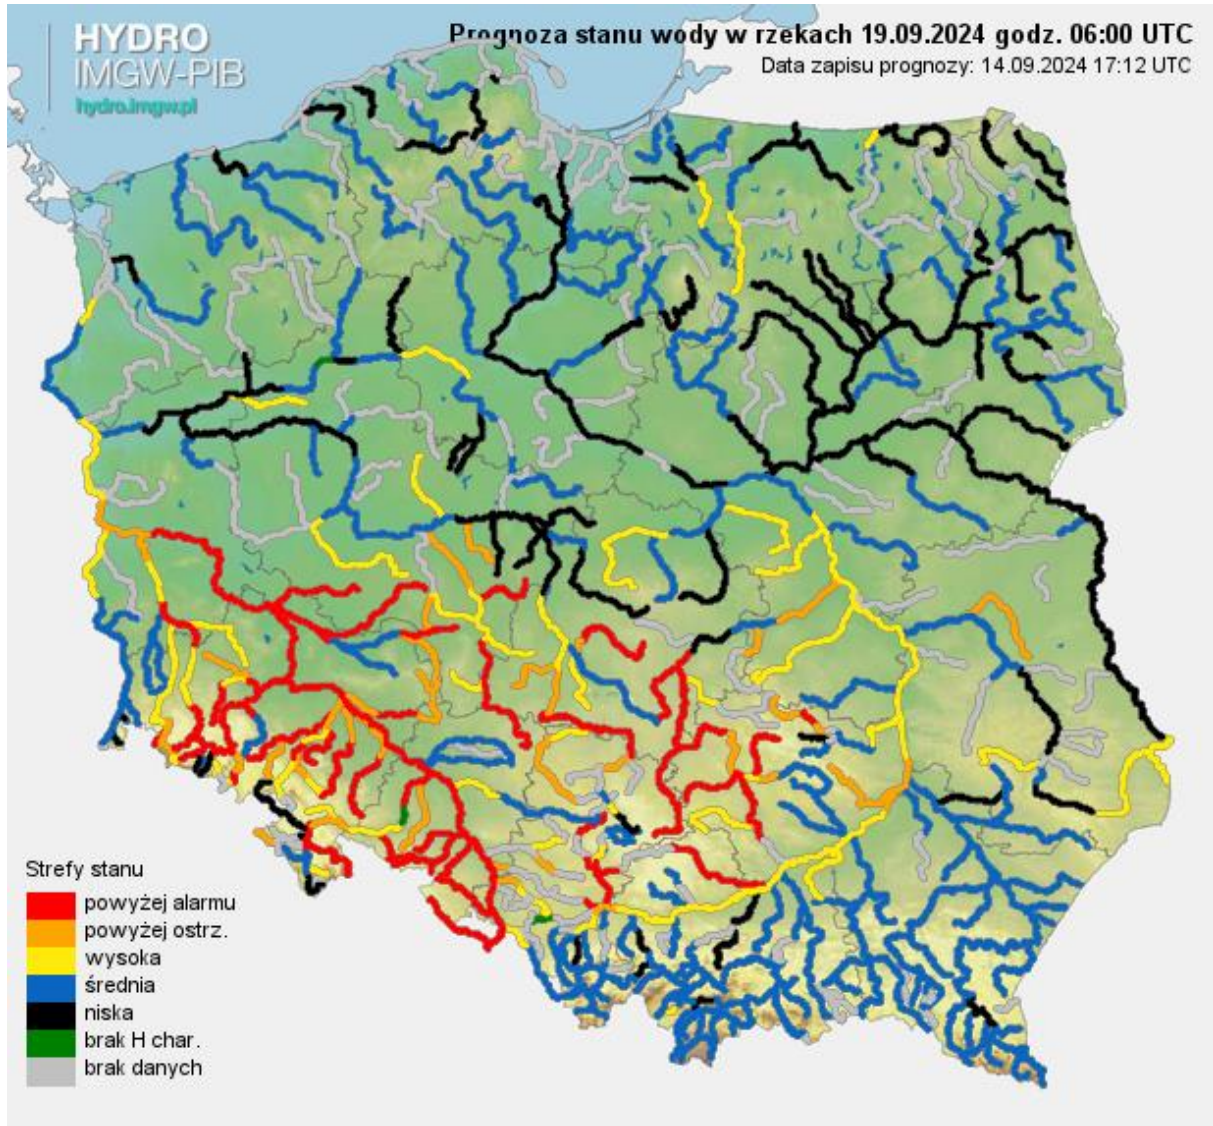 HYDRO
IMGW-PIB
hydro.imgw.pl
Prognoza stanu wody w rzekach 19.09.2024 godz. 06:00 UTC
Data zapisu prognozy: 14.09.2024 17:12 UTC
Strefy stanu
powyżej alarmu
powyżej ostrz.
wysoka
średnia
niska
brak H char.
brak danych